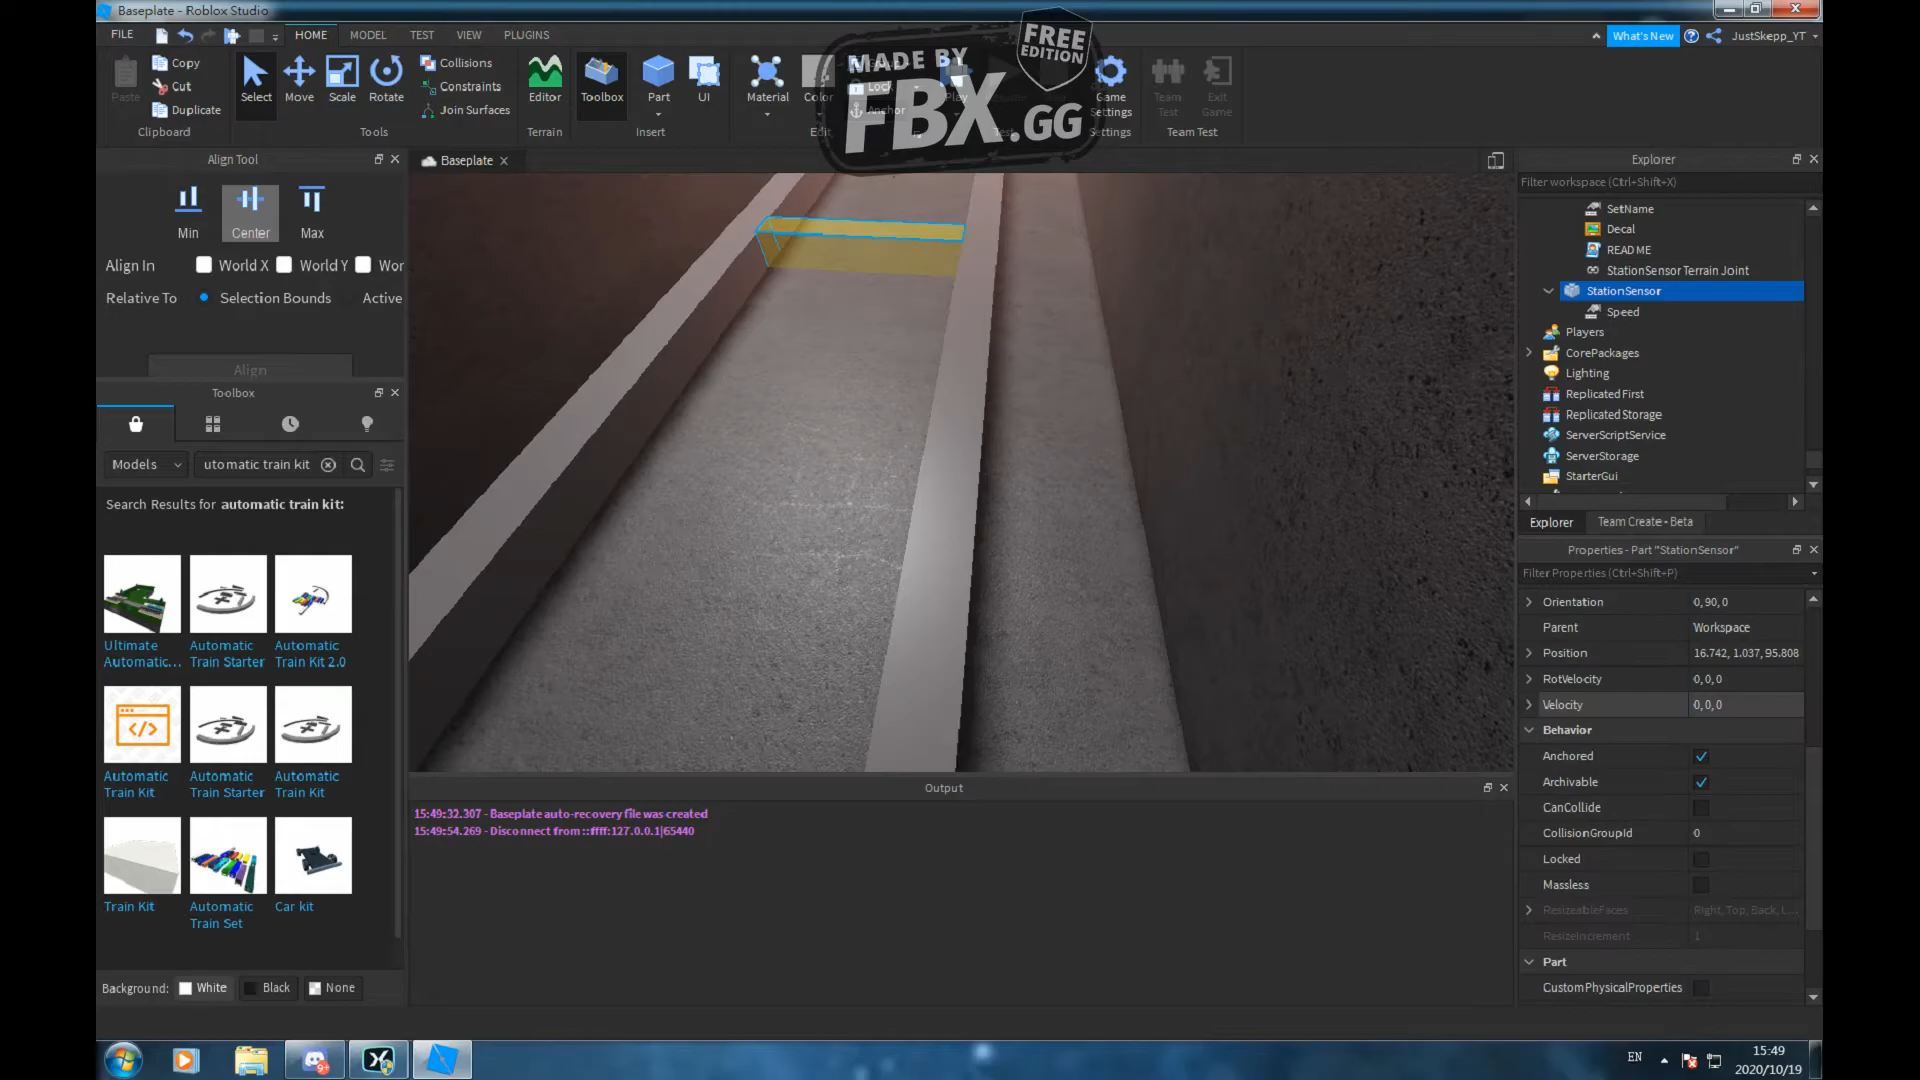 Baseplate - Roblox Studio
FILE HOME MODEL TEST VIEW PLUGINS
What's New JustSkepp_YT
Paste Copy Cut Duplicate
Clipboard
Select Move Scale Rotate
Collisions
Constraints
Join Surfaces
Tools
Editor
Terrain
Toolbox Part UI
Insert
Material Color Lock Anchor
Edit
Play
Test
Game Settings
Settings
Team Test
Exit Game
Team Test
MADE BY
FBX.GG
FREE
EDITION
Align Tool
Min Center Max
Align In World X World Y Wor
Relative To Selection Bounds Active
Align
Toolbox
Models utomatic train kit
Search Results for automatic train kit:
Ultimate Automatic...
Automatic Train Starter
Automatic Train Kit 2.0
Automatic Train Kit
Automatic Train Starter
Automatic Train Kit
Train Kit
Automatic Train Set
Car kit
Background: White Black None
Baseplate
Output
15:49:32.307 - Baseplate auto-recovery file was created
15:49:54.269 - Disconnect from ::ffff:127.0.0.1|65440
Explorer
Filter workspace (Ctrl+Shift+X)
SetName
Decal
README
StationSensor Terrain Joint
StationSensor
Speed
Players
CorePackages
Lighting
ReplicatedFirst
ReplicatedStorage
ServerScriptService
ServerStorage
StarterGui
Explorer Team Create - Beta
Properties - Part "StationSensor"
Filter Properties (Ctrl+Shift+P)
Orientation 0, 90, 0
Parent Workspace
Position 16.742, 1.037, 95.808
RotVelocity 0, 0, 0
Velocity 0, 0, 0
Behavior
Anchored
Archivable
CanCollide
CollisionGroupId 0
Locked
Massless
ResizeableFaces Right, Top, Back, L...
ResizeIncrement 1
Part
CustomPhysicalProperties
9+
EN
15:49
2020/10/19